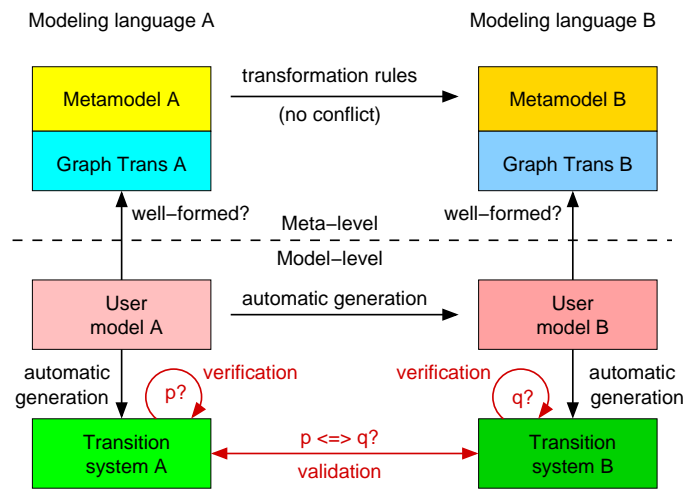 Modeling language A
Modeling language B
Metamodel A
transformation rules
(no conflict)
Metamodel B
Graph Trans A
Graph Trans B
well−formed?
well−formed?
Meta−level
Model−level
User
model A
automatic generation
User
model B
automatic
generation
verification
p?
verification
q?
automatic
generation
Transition
system A
p <=> q?
validation
Transition
system B